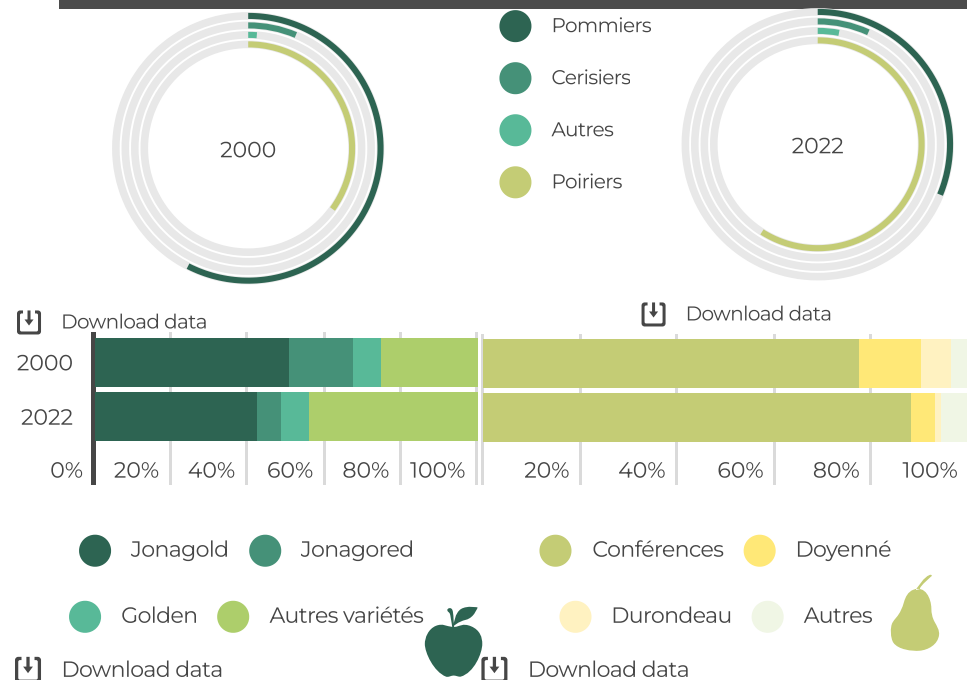 2000
Pommiers
Cerisiers
Autres
Poiriers
2022
Download data
Download data
2000
2022
0% 20% 40% 60% 80% 100%
20% 40% 60% 80% 100%
Jonagold Jonagored
Golden Autres variétés
Conférences Doyenné
Durondeau Autres
Download data
Download data